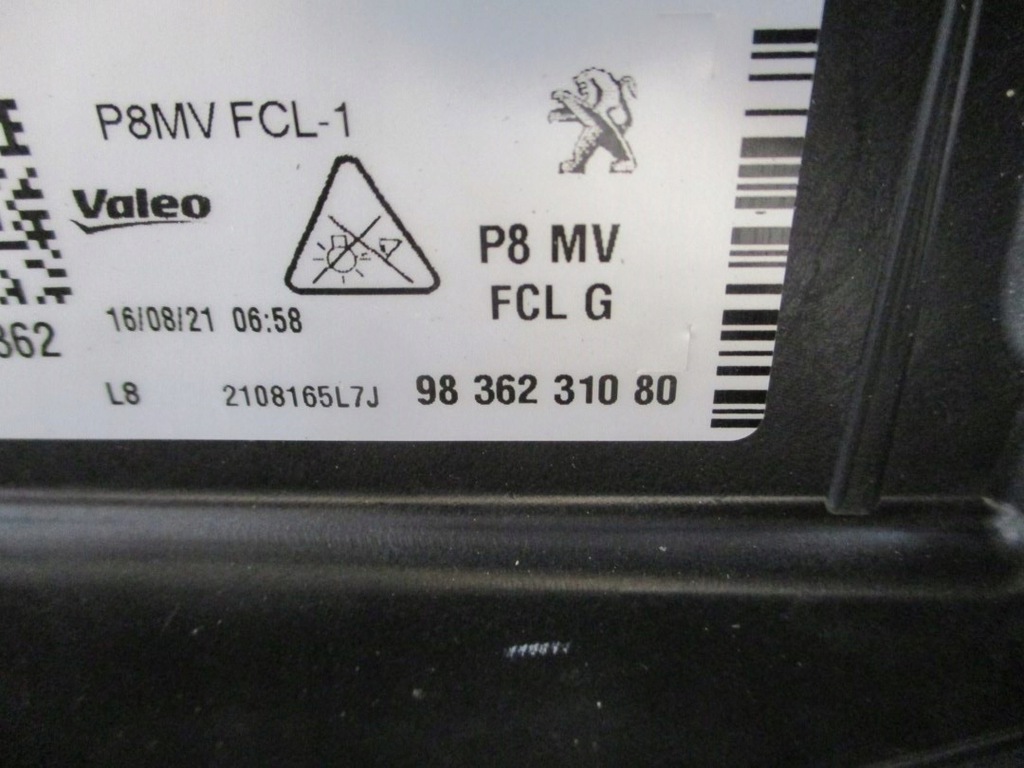 P8MV FCL-1
Valeo
P8 MV
FCL G
16/08/21 06:58
362
L8 2108165L7J 98 362 310 80